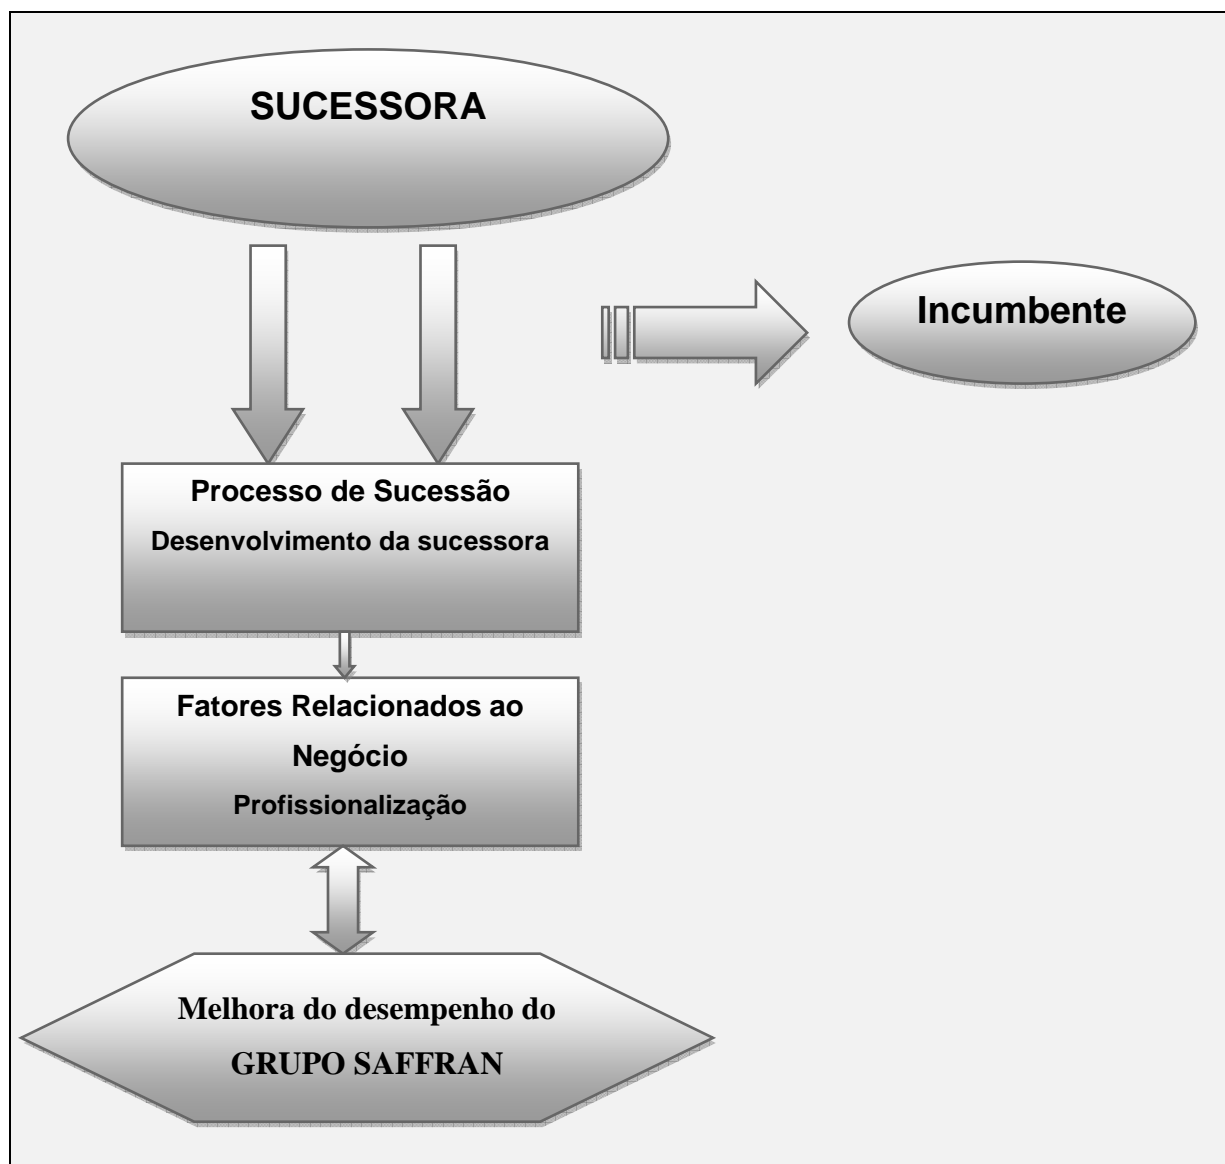 SUCESSORA
Incumbente
Processo de Sucessão
Desenvolvimento da sucessora
Fatores Relacionados ao
Negócio
Profissionalização
Melhora do desempenho do
GRUPO SAFFRAN